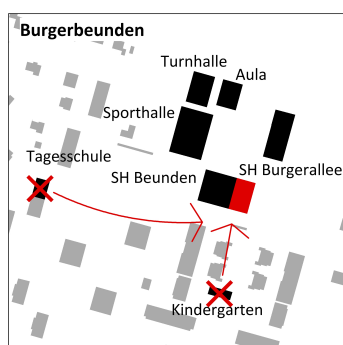 Burgerbeunden
Turnhalle
Aula
Sporthalle
Tagesschule
SH Burgerallee
SH Beunden
Kindergarten